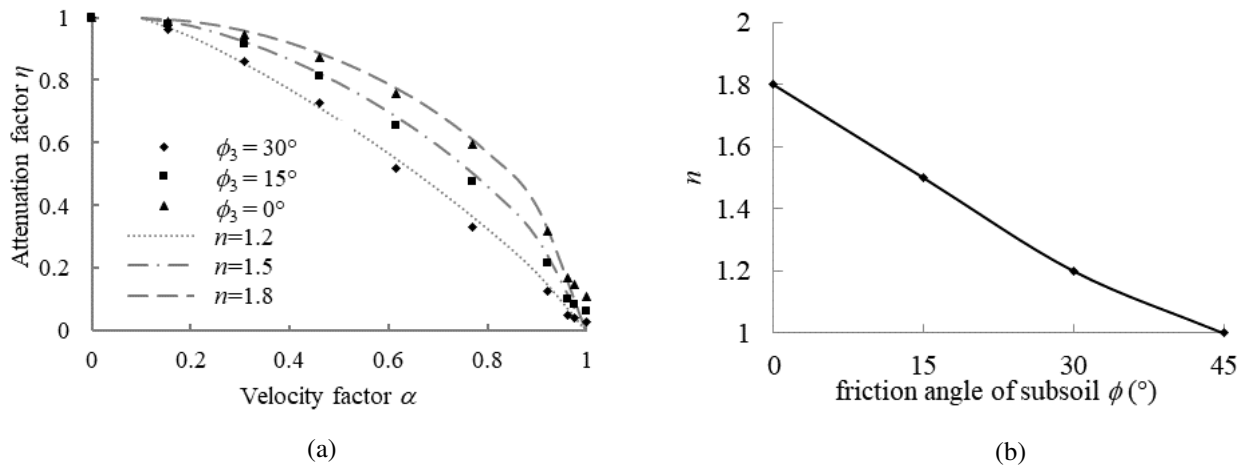 1
0.8
0.6
0.4
0.2
0
Attenuation factor η
ϕ3 = 30°
ϕ3 = 15°
ϕ3 = 0°
n=1.2
n=1.5
n=1.8
0 0.2 0.4 0.6 0.8 1
Velocity factor α
(a)
2
1.8
1.6
1.4
1.2
1
n
0 15 30 45
friction angle of subsoil ϕ (°)
(b)